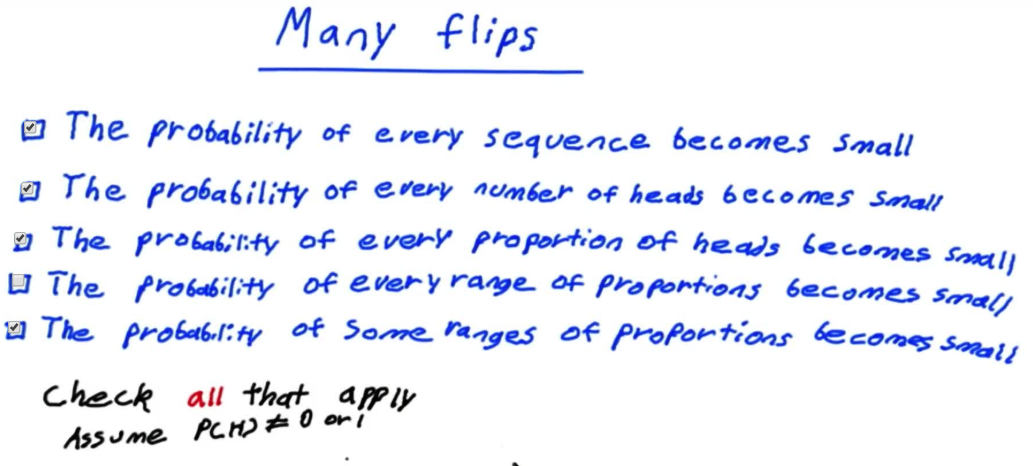 Many flips
The probability of every sequence becomes small
The probability of every number of heads becomes small
The probability of every proportion of heads becomes small
The probability of every range of proportions becomes small
The probability of some ranges of proportions becomes small
Check all that apply
Assume P(H) ≠ 0 or 1